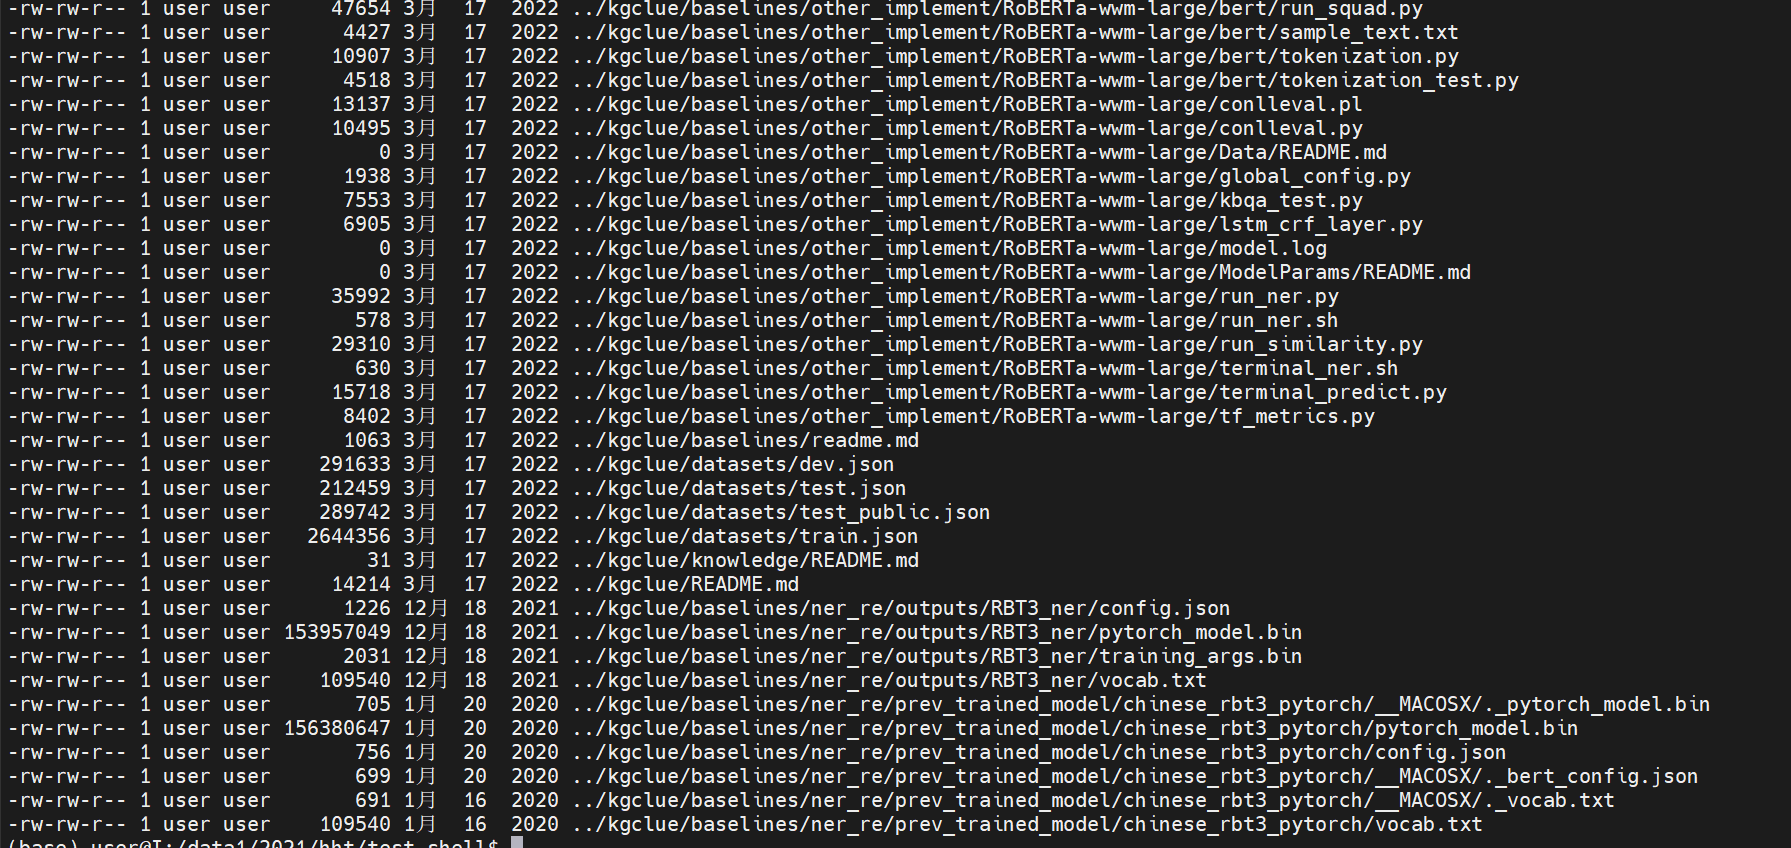 -rw-rw-r-- 1 user user     47654 3月  17  2022 ../kgclue/baselines/other_implement/RoBERTa-wwm-large/bert/run_squad.py
-rw-rw-r-- 1 user user      4427 3月  17  2022 ../kgclue/baselines/other_implement/RoBERTa-wwm-large/bert/sample_text.txt
-rw-rw-r-- 1 user user     10907 3月  17  2022 ../kgclue/baselines/other_implement/RoBERTa-wwm-large/bert/tokenization.py
-rw-rw-r-- 1 user user      4518 3月  17  2022 ../kgclue/baselines/other_implement/RoBERTa-wwm-large/bert/tokenization_test.py
-rw-rw-r-- 1 user user     13137 3月  17  2022 ../kgclue/baselines/other_implement/RoBERTa-wwm-large/conlleval.pl
-rw-rw-r-- 1 user user     10495 3月  17  2022 ../kgclue/baselines/other_implement/RoBERTa-wwm-large/conlleval.py
-rw-rw-r-- 1 user user         0 3月  17  2022 ../kgclue/baselines/other_implement/RoBERTa-wwm-large/Data/README.md
-rw-rw-r-- 1 user user      1938 3月  17  2022 ../kgclue/baselines/other_implement/RoBERTa-wwm-large/global_config.py
-rw-rw-r-- 1 user user      7553 3月  17  2022 ../kgclue/baselines/other_implement/RoBERTa-wwm-large/kbqa_test.py
-rw-rw-r-- 1 user user      6905 3月  17  2022 ../kgclue/baselines/other_implement/RoBERTa-wwm-large/lstm_crf_layer.py
-rw-rw-r-- 1 user user         0 3月  17  2022 ../kgclue/baselines/other_implement/RoBERTa-wwm-large/model.log
-rw-rw-r-- 1 user user         0 3月  17  2022 ../kgclue/baselines/other_implement/RoBERTa-wwm-large/ModelParams/README.md
-rw-rw-r-- 1 user user     35992 3月  17  2022 ../kgclue/baselines/other_implement/RoBERTa-wwm-large/run_ner.py
-rw-rw-r-- 1 user user       578 3月  17  2022 ../kgclue/baselines/other_implement/RoBERTa-wwm-large/run_ner.sh
-rw-rw-r-- 1 user user     29310 3月  17  2022 ../kgclue/baselines/other_implement/RoBERTa-wwm-large/run_similarity.py
-rw-rw-r-- 1 user user       630 3月  17  2022 ../kgclue/baselines/other_implement/RoBERTa-wwm-large/terminal_ner.sh
-rw-rw-r-- 1 user user     15718 3月  17  2022 ../kgclue/baselines/other_implement/RoBERTa-wwm-large/terminal_predict.py
-rw-rw-r-- 1 user user      8402 3月  17  2022 ../kgclue/baselines/other_implement/RoBERTa-wwm-large/tf_metrics.py
-rw-rw-r-- 1 user user      1063 3月  17  2022 ../kgclue/baselines/readme.md
-rw-rw-r-- 1 user user    291633 3月  17  2022 ../kgclue/datasets/dev.json
-rw-rw-r-- 1 user user    212459 3月  17  2022 ../kgclue/datasets/test.json
-rw-rw-r-- 1 user user    289742 3月  17  2022 ../kgclue/datasets/test_public.json
-rw-rw-r-- 1 user user   2644356 3月  17  2022 ../kgclue/datasets/train.json
-rw-rw-r-- 1 user user        31 3月  17  2022 ../kgclue/knowledge/README.md
-rw-rw-r-- 1 user user     14214 3月  17  2022 ../kgclue/README.md
-rw-rw-r-- 1 user user      1226 12月 18  2021 ../kgclue/baselines/ner_re/outputs/RBT3_ner/config.json
-rw-rw-r-- 1 user user 153957049 12月 18  2021 ../kgclue/baselines/ner_re/outputs/RBT3_ner/pytorch_model.bin
-rw-rw-r-- 1 user user      2031 12月 18  2021 ../kgclue/baselines/ner_re/outputs/RBT3_ner/training_args.bin
-rw-rw-r-- 1 user user    109540 12月 18  2021 ../kgclue/baselines/ner_re/outputs/RBT3_ner/vocab.txt
-rw-rw-r-- 1 user user       705 1月  20  2020 ../kgclue/baselines/ner_re/prev_trained_model/chinese_rbt3_pytorch/__MACOSX/._pytorch_model.bin
-rw-rw-r-- 1 user user 156380647 1月  20  2020 ../kgclue/baselines/ner_re/prev_trained_model/chinese_rbt3_pytorch/pytorch_model.bin
-rw-rw-r-- 1 user user       756 1月  20  2020 ../kgclue/baselines/ner_re/prev_trained_model/chinese_rbt3_pytorch/config.json
-rw-rw-r-- 1 user user       699 1月  20  2020 ../kgclue/baselines/ner_re/prev_trained_model/chinese_rbt3_pytorch/__MACOSX/._bert_config.json
-rw-rw-r-- 1 user user       691 1月  16  2020 ../kgclue/baselines/ner_re/prev_trained_model/chinese_rbt3_pytorch/__MACOSX/._vocab.txt
-rw-rw-r-- 1 user user    109540 1月  16  2020 ../kgclue/baselines/ner_re/prev_trained_model/chinese_rbt3_pytorch/vocab.txt
(base) user@I:/data1/2021/hht/test_shell$